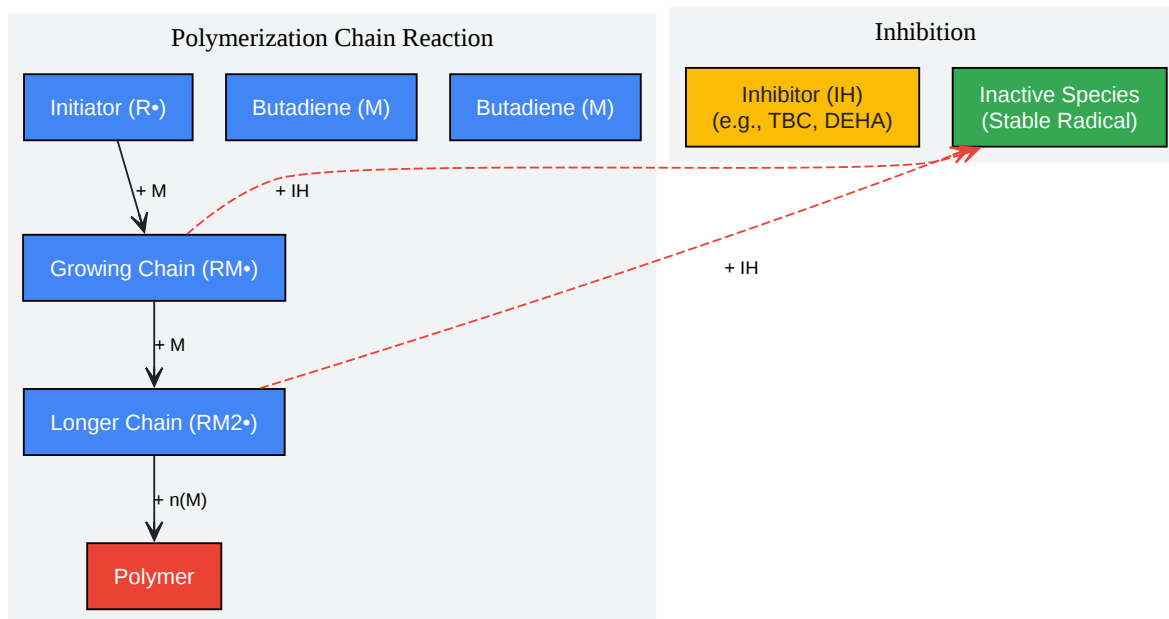 Polymerization Chain Reaction
Inhibition
Initiator (R•)
Butadiene (M)
Butadiene (M)
Inhibitor (IH)
(e.g., TBC, DEHA)
Inactive Species
(Stable Radical)
+ M
+ IH
Growing Chain (RM•)
+ IH
+ M
Longer Chain (RM2•)
+ n(M)
Polymer